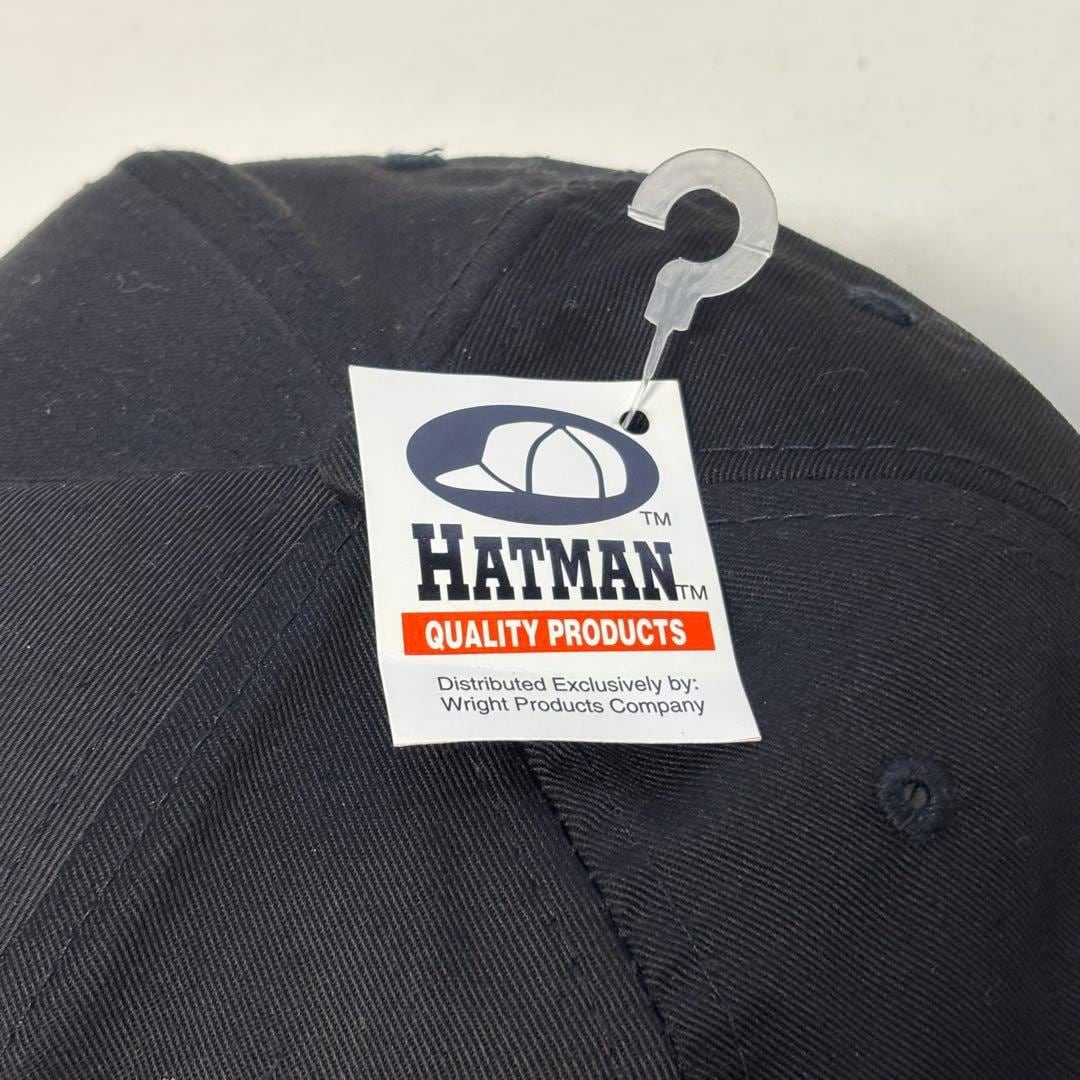 TM
HATMAN TM
QUALITY PRODUCTS
Distributed Exclusively by:
Wright Products Company